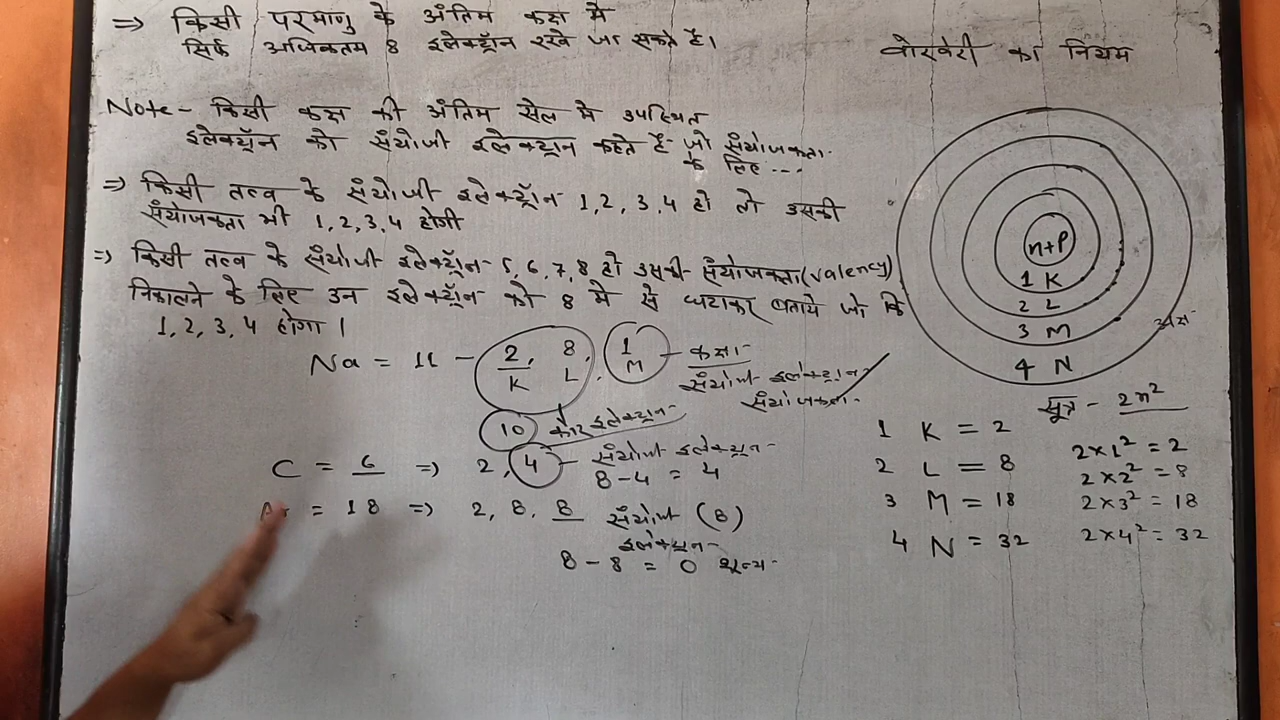 ⇒ किसी परमाणु के अंतिम कक्ष मे
सिर्फ अधिकतम 8 इलेक्ट्रॉन रखे जा सकते है।
वोरवेरी का नियम
Note - किसी कक्ष की अंतिम सेल मे उपस्थित
इलेक्ट्रॉन को संयोजी इलेक्ट्रान कहते है जो संयोजकता
के लिए ...
⇒ किसी तत्व के संयोजी इलेक्ट्रॉन 1,2,3,4 हो तो उसकी
संयोजकता भी 1,2,3,4 होगी
⇒ किसी तत्व के संयोजी इलेक्ट्रॉन 5,6,7,8 हो उसकी संयोजकता (valency)
निकालने के लिए उन इलेक्ट्रॉन को 8 मे से घटाकर बताये जो कि
1,2,3,4 होगा।
n+p
1 K
2 L
3 M
4 N
Na = 11 - 2, 8, 1 कक्षा
K L M संयोजी इलेक्ट्रान
संयोजकता
10 कोर इलेक्ट्रान
C = 6 ⇒ 2, 4 संयोजी इलेक्ट्रान
8-4 = 4
= 18 ⇒ 2, 8, 8 संयोजी (8)
इलेक्ट्रान
8-8 = 0 शून्य
सूत्र - 2n²
1 K = 2 2×1² = 2
2 L = 8 2×2² = 8
3 M = 18 2×3² = 18
4 N = 32 2×4² = 32